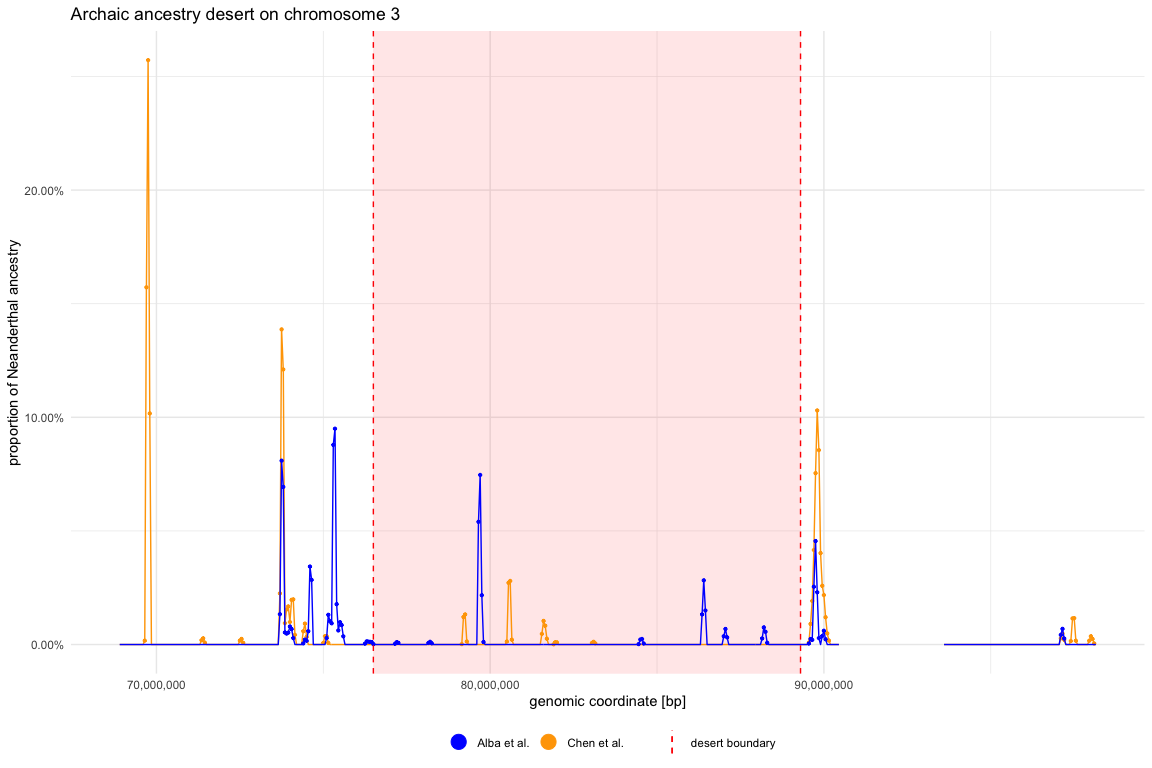 Archaic ancestry desert on chromosome 3
proportion of Neanderthal ancestry
20.00%
10.00%
0.00%
70,000,000 80,000,000 90,000,000
genomic coordinate [bp]
Alba et al. Chen et al. desert boundary